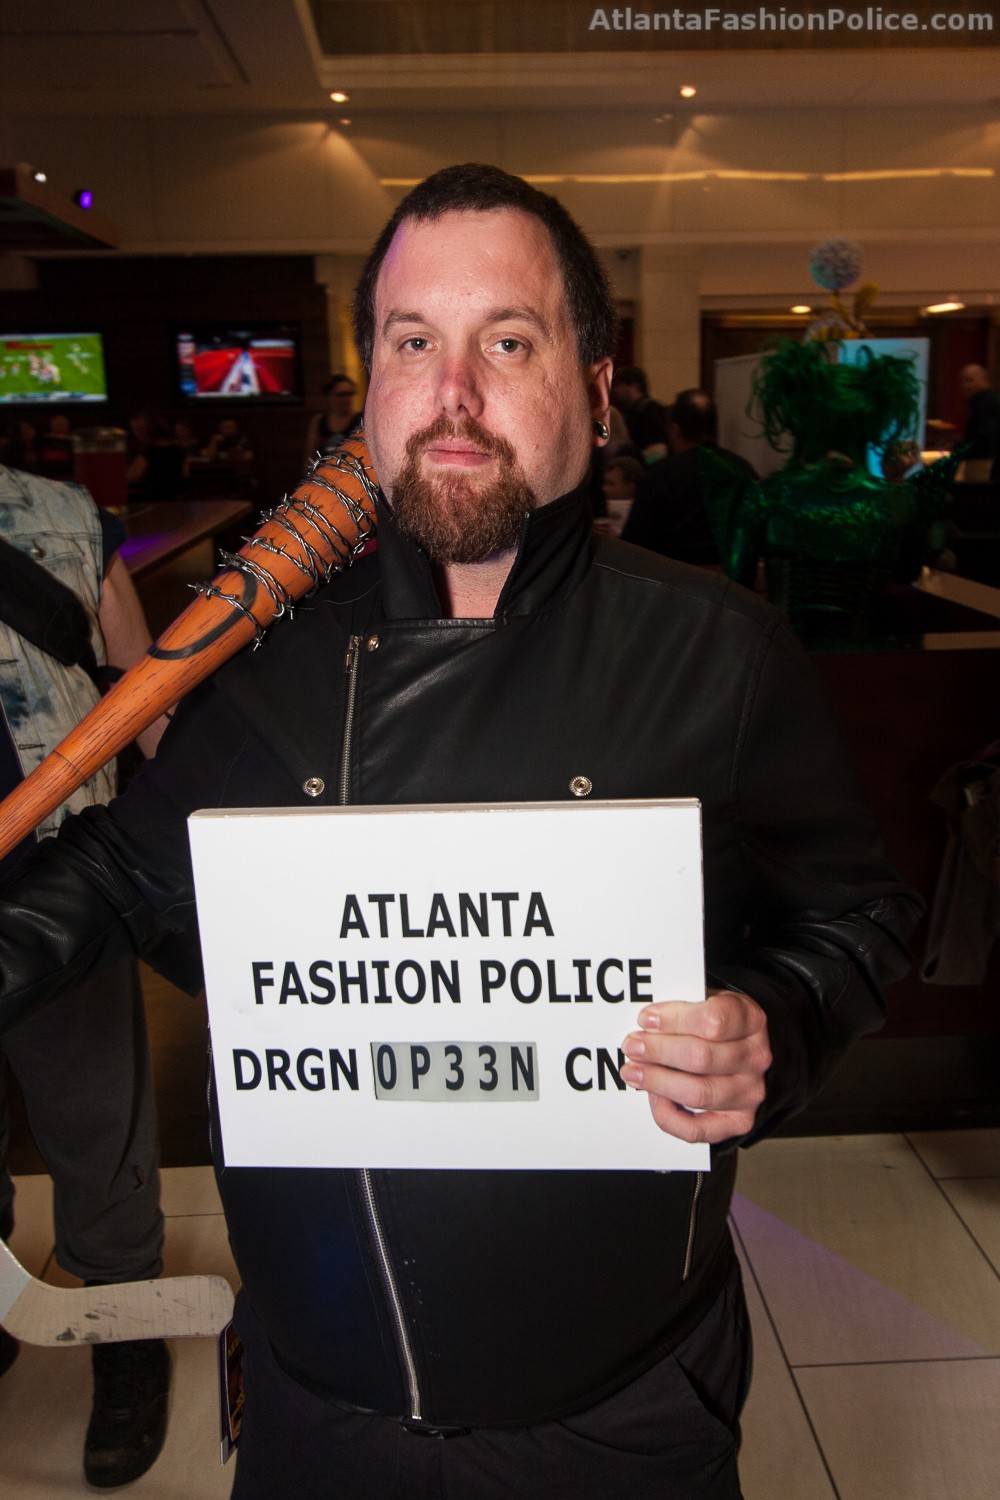 AtlantaFashionPolice.com
ATLANTA
FASHION POLICE
DRGN 0P33N